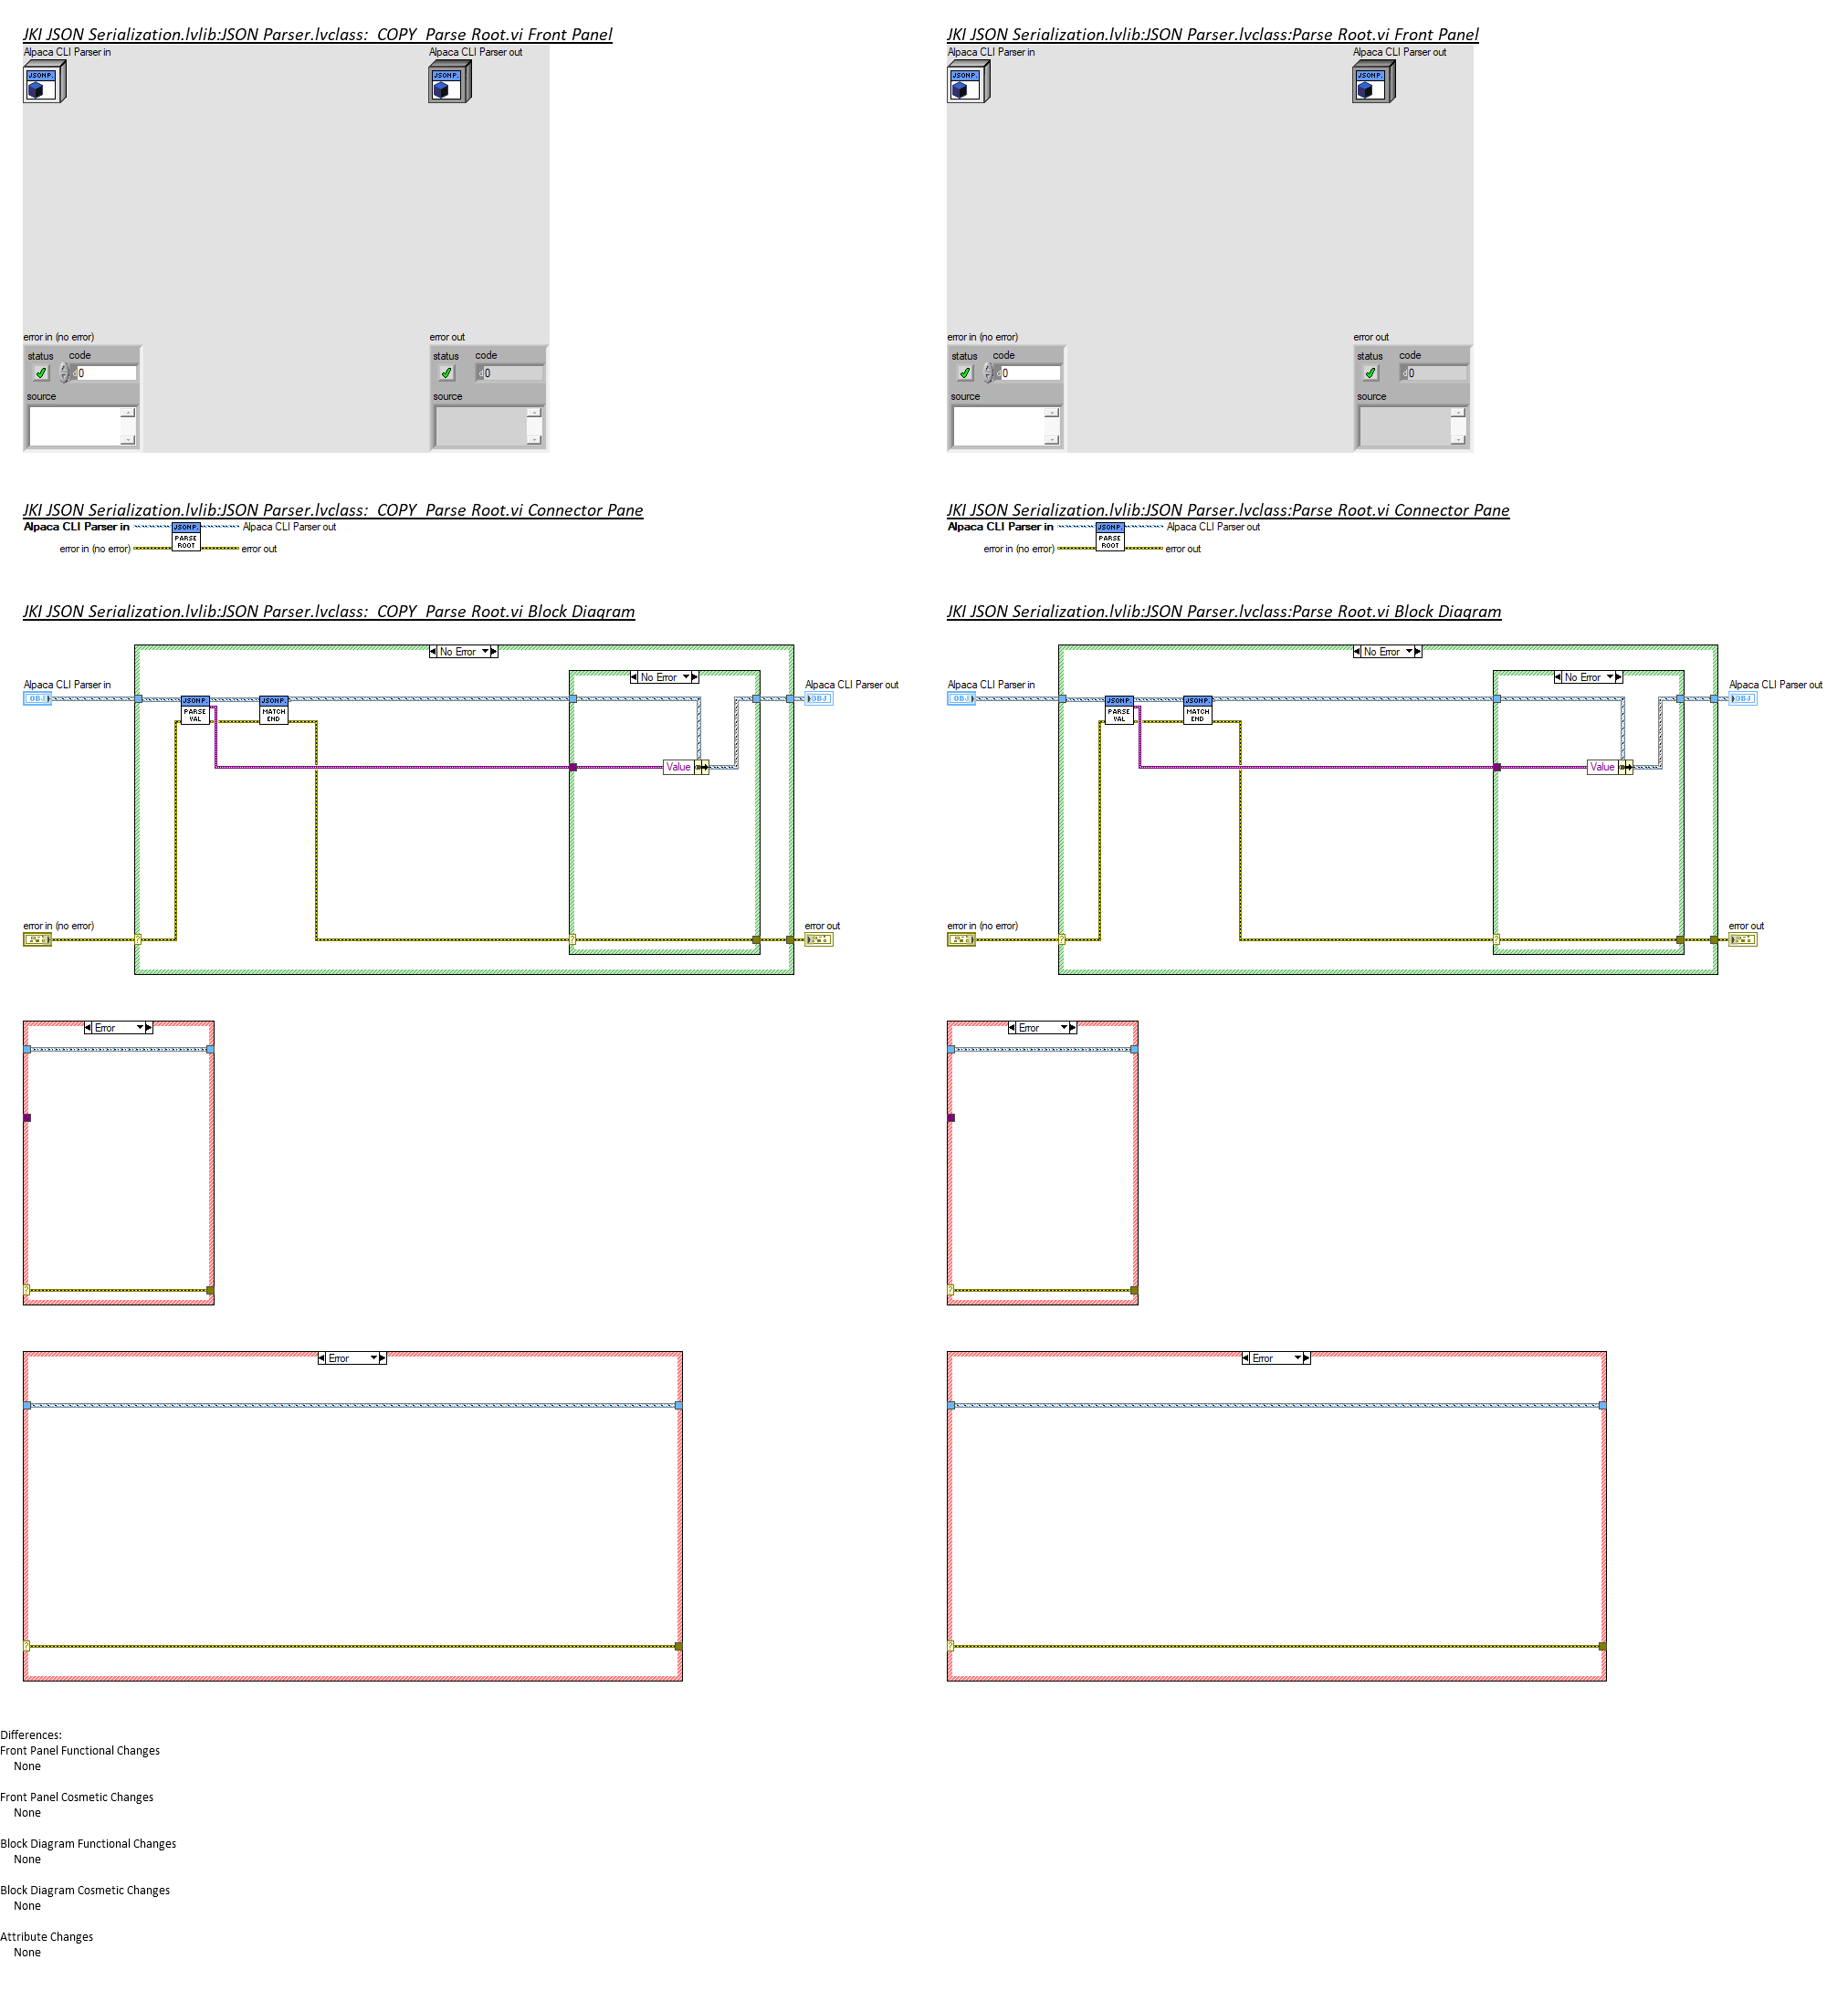 JKI JSON Serialization.lvlib:JSON Parser.lvclass:  COPY  Parse Root.vi Front Panel
Alpaca CLI Parser in
Alpaca CLI Parser out
JSONP.
JSONP.
error in (no error)
error out
status
code
status
code
0
0
source
source
JKI JSON Serialization.lvlib:JSON Parser.lvclass:Parse Root.vi Front Panel
Alpaca CLI Parser in
Alpaca CLI Parser out
JSONP.
JSONP.
error in (no error)
error out
status
code
status
code
0
0
source
source
JKI JSON Serialization.lvlib:JSON Parser.lvclass:  COPY  Parse Root.vi Connector Pane
Alpaca CLI Parser in
JSONP.
PARSE
ROOT
Alpaca CLI Parser out
error in (no error)
error out
JKI JSON Serialization.lvlib:JSON Parser.lvclass:Parse Root.vi Connector Pane
Alpaca CLI Parser in
JSONP.
PARSE
ROOT
Alpaca CLI Parser out
error in (no error)
error out
JKI JSON Serialization.lvlib:JSON Parser.lvclass:  COPY  Parse Root.vi Block Diagram
No Error
No Error
Alpaca CLI Parser in
OBJ
JSONP.
PARSE
VAL
JSONP.
MATCH
END
Alpaca CLI Parser out
OBJ
Value
error in (no error)
?
?
error out
JKI JSON Serialization.lvlib:JSON Parser.lvclass:Parse Root.vi Block Diagram
No Error
No Error
Alpaca CLI Parser in
OBJ
JSONP.
PARSE
VAL
JSONP.
MATCH
END
Alpaca CLI Parser out
OBJ
Value
error in (no error)
?
?
error out
Error
?
Error
?
Error
?
Error
?
Differences:
Front Panel Functional Changes
None
Front Panel Cosmetic Changes
None
Block Diagram Functional Changes
None
Block Diagram Cosmetic Changes
None
Attribute Changes
None